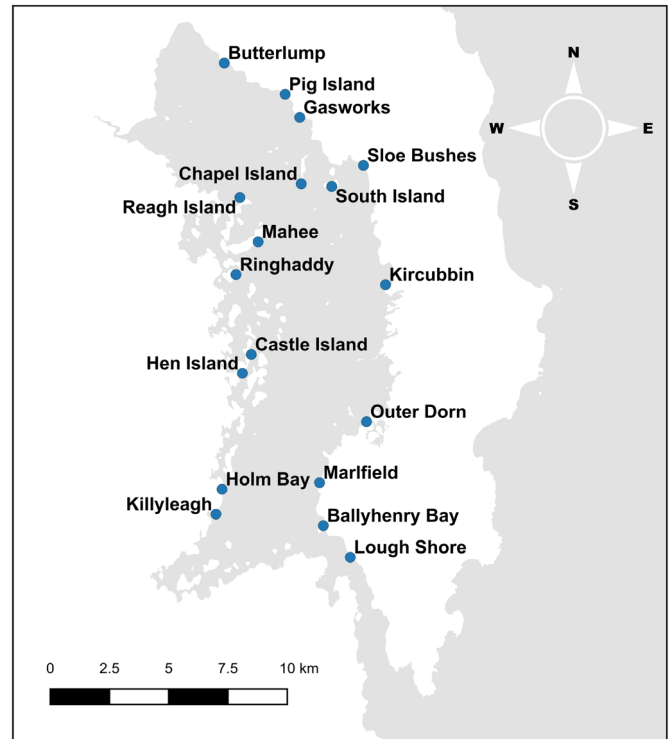 Butterlump
N
Pig Island
Gasworks
W
E
Sloe Bushes
Chapel Island
South Island
S
Reagh Island
Mahee
Ringhaddy
Kircubbin
Castle Island
Hen Island
Outer Dorn
Marlfield
Holm Bay
Killyleagh
Ballyhenry Bay
Lough Shore
0 2.5 5 7.5 10 km